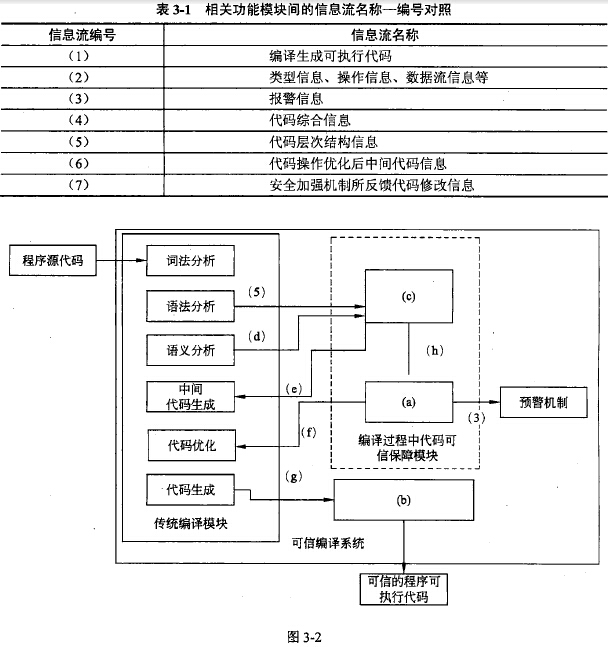 表 3-1 相关功能模块间的信息流名称—编号对照
信息流编号 信息流名称
（1） 编译生成可执行代码
（2） 类型信息、操作信息、数据流信息等
（3） 报警信息
（4） 代码综合信息
（5） 代码层次结构信息
（6） 代码操作优化后中间代码信息
（7） 安全加强机制所反馈代码修改信息
程序源代码
词法分析
语法分析
（5）
(c)
语义分析
（d）
（h）
中间
代码生成
（e）
(a)
（3）
预警机制
代码优化
（f）
编译过程中代码可
信保障模块
代码生成
（g）
(b)
传统编译模块
可信编译系统
可信的程序可
执行代码
图 3-2